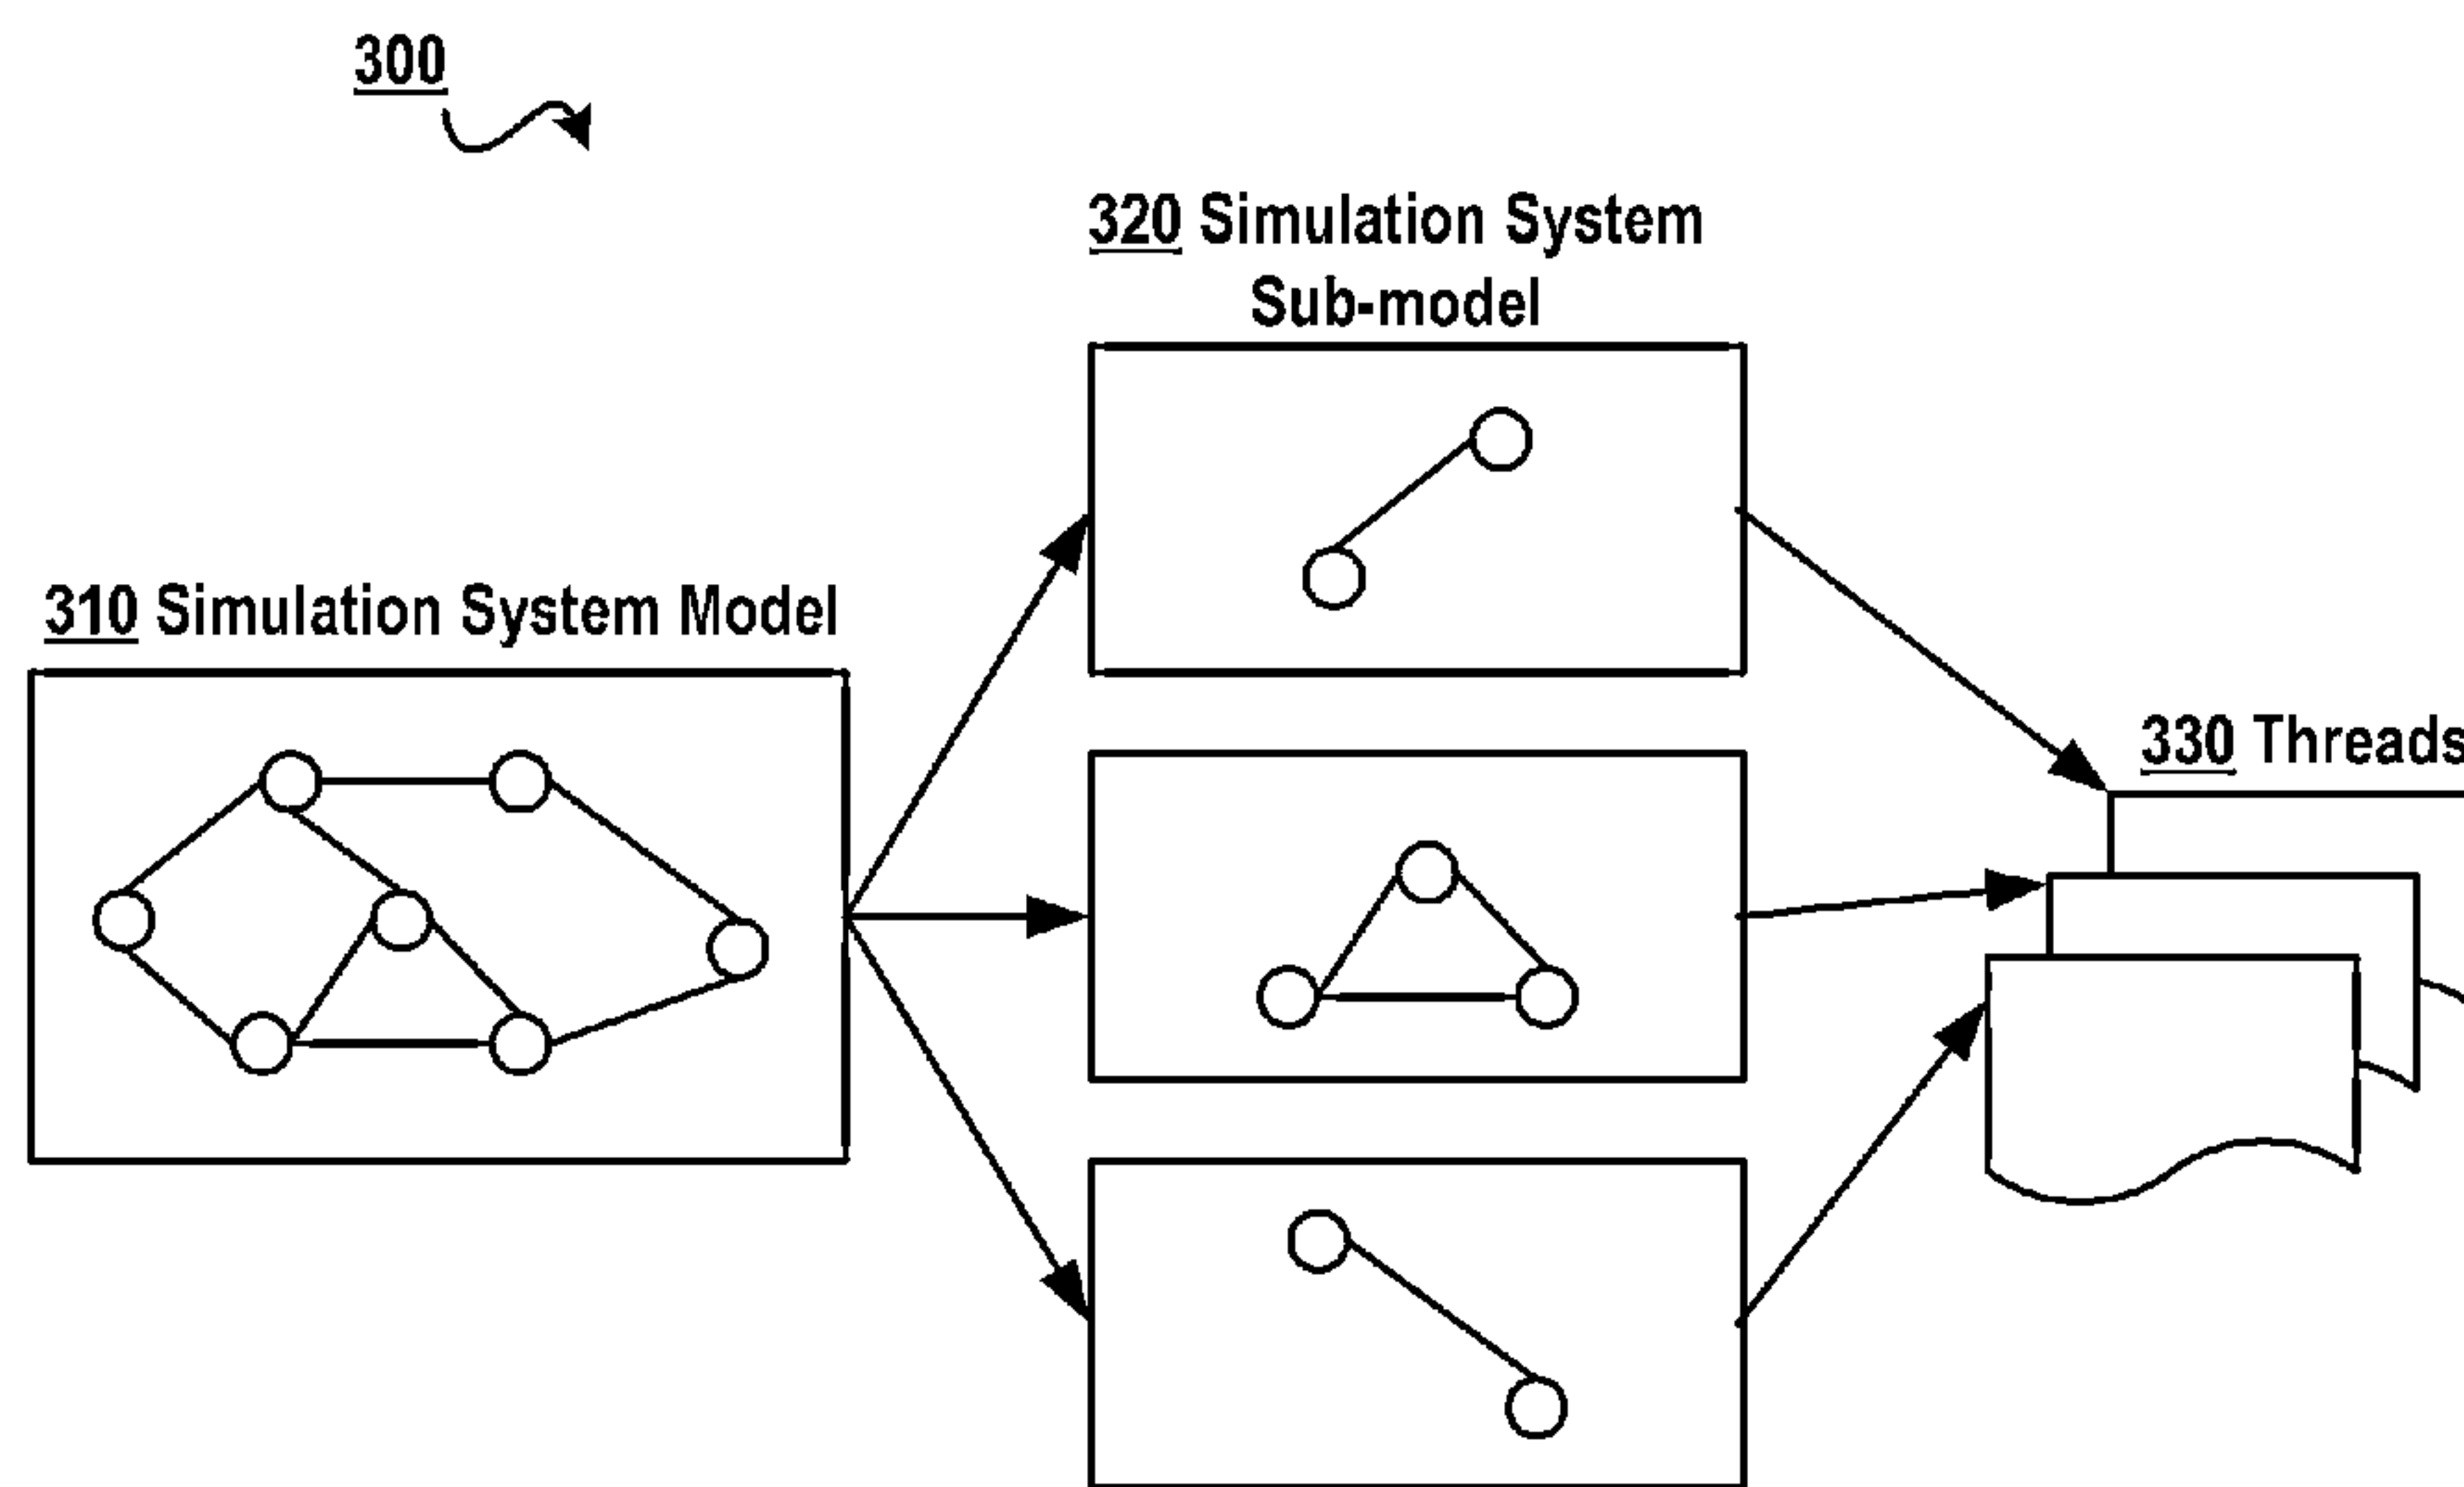 300
320 Simulation System
Sub-model
310 Simulation System Model
330 Threads